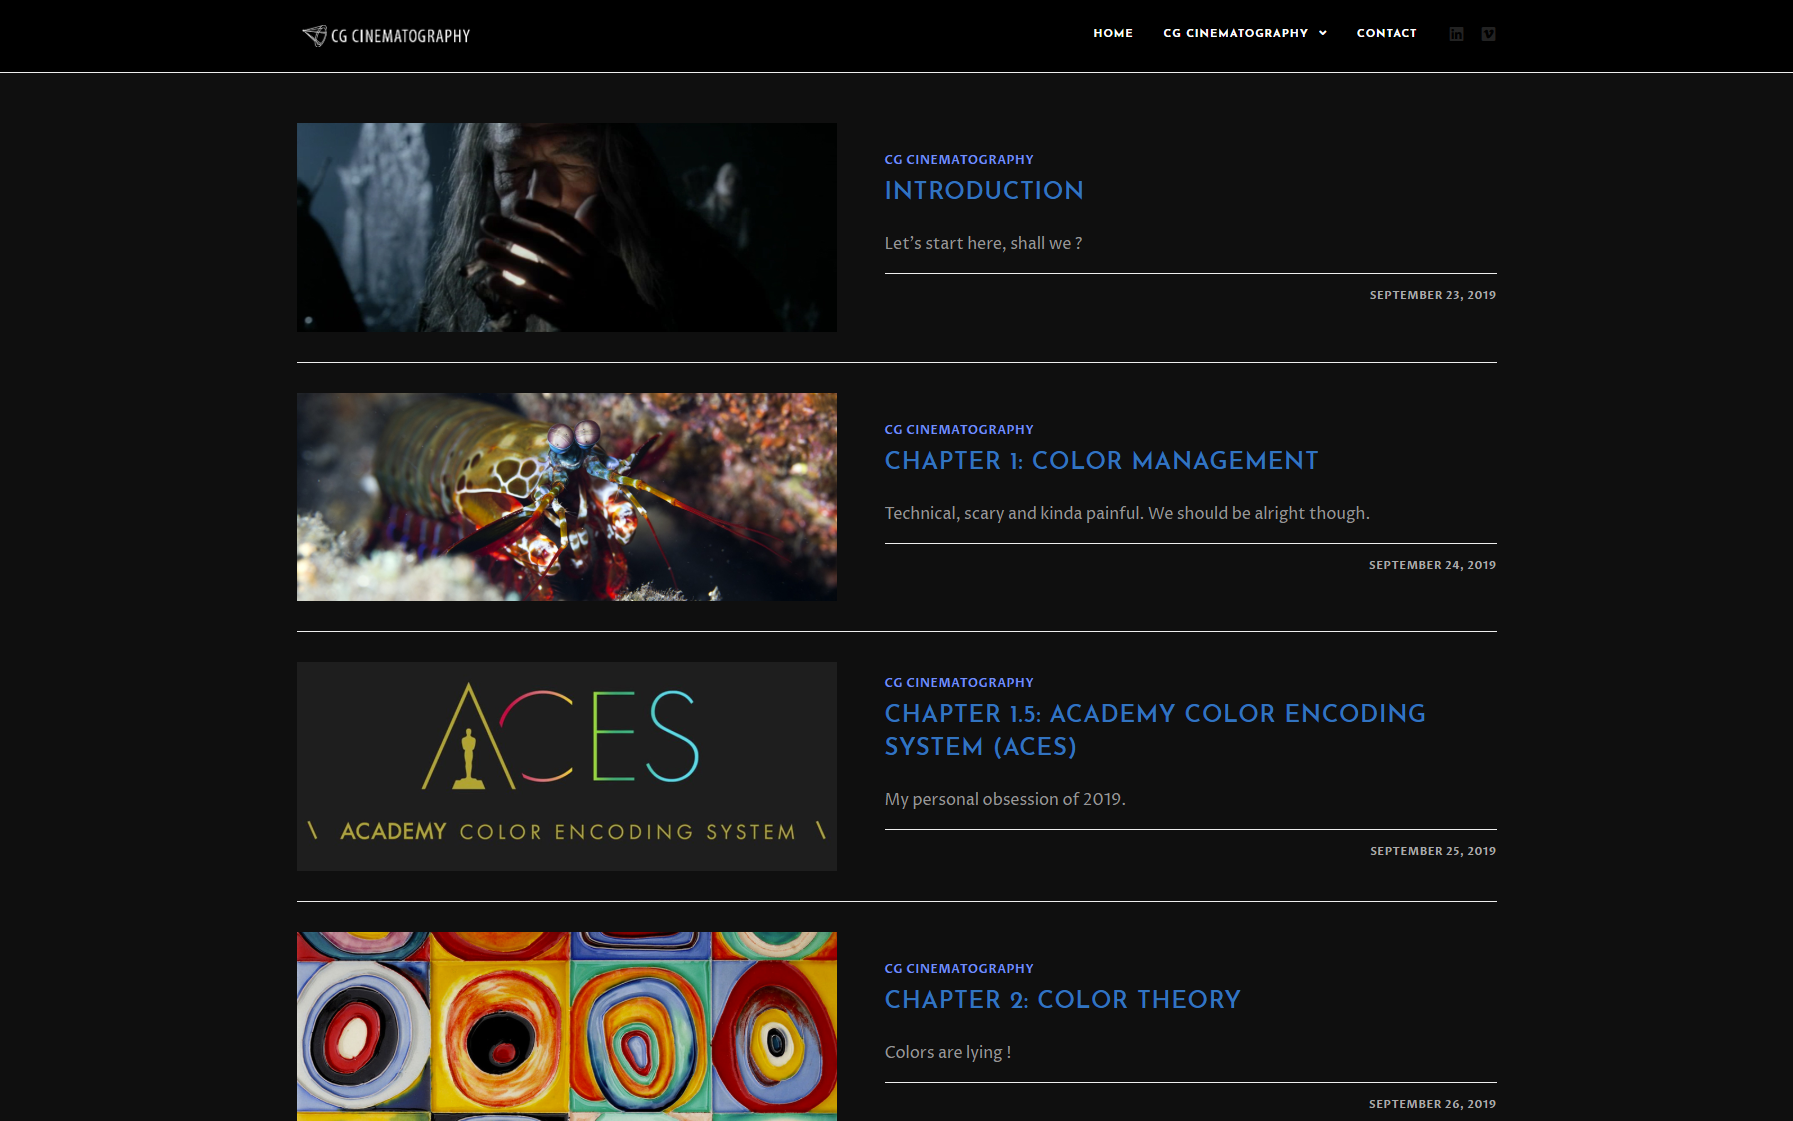 CG CINEMATOGRAPHY
HOME CG CINEMATOGRAPHY CONTACT
CG CINEMATOGRAPHY
INTRODUCTION
Let's start here, shall we ?
SEPTEMBER 23, 2019
CG CINEMATOGRAPHY
CHAPTER 1: COLOR MANAGEMENT
Technical, scary and kinda painful. We should be alright though.
SEPTEMBER 24, 2019
ACES
\ ACADEMY COLOR ENCODING SYSTEM \
CG CINEMATOGRAPHY
CHAPTER 1.5: ACADEMY COLOR ENCODING
SYSTEM (ACES)
My personal obsession of 2019.
SEPTEMBER 25, 2019
CG CINEMATOGRAPHY
CHAPTER 2: COLOR THEORY
Colors are lying !
SEPTEMBER 26, 2019